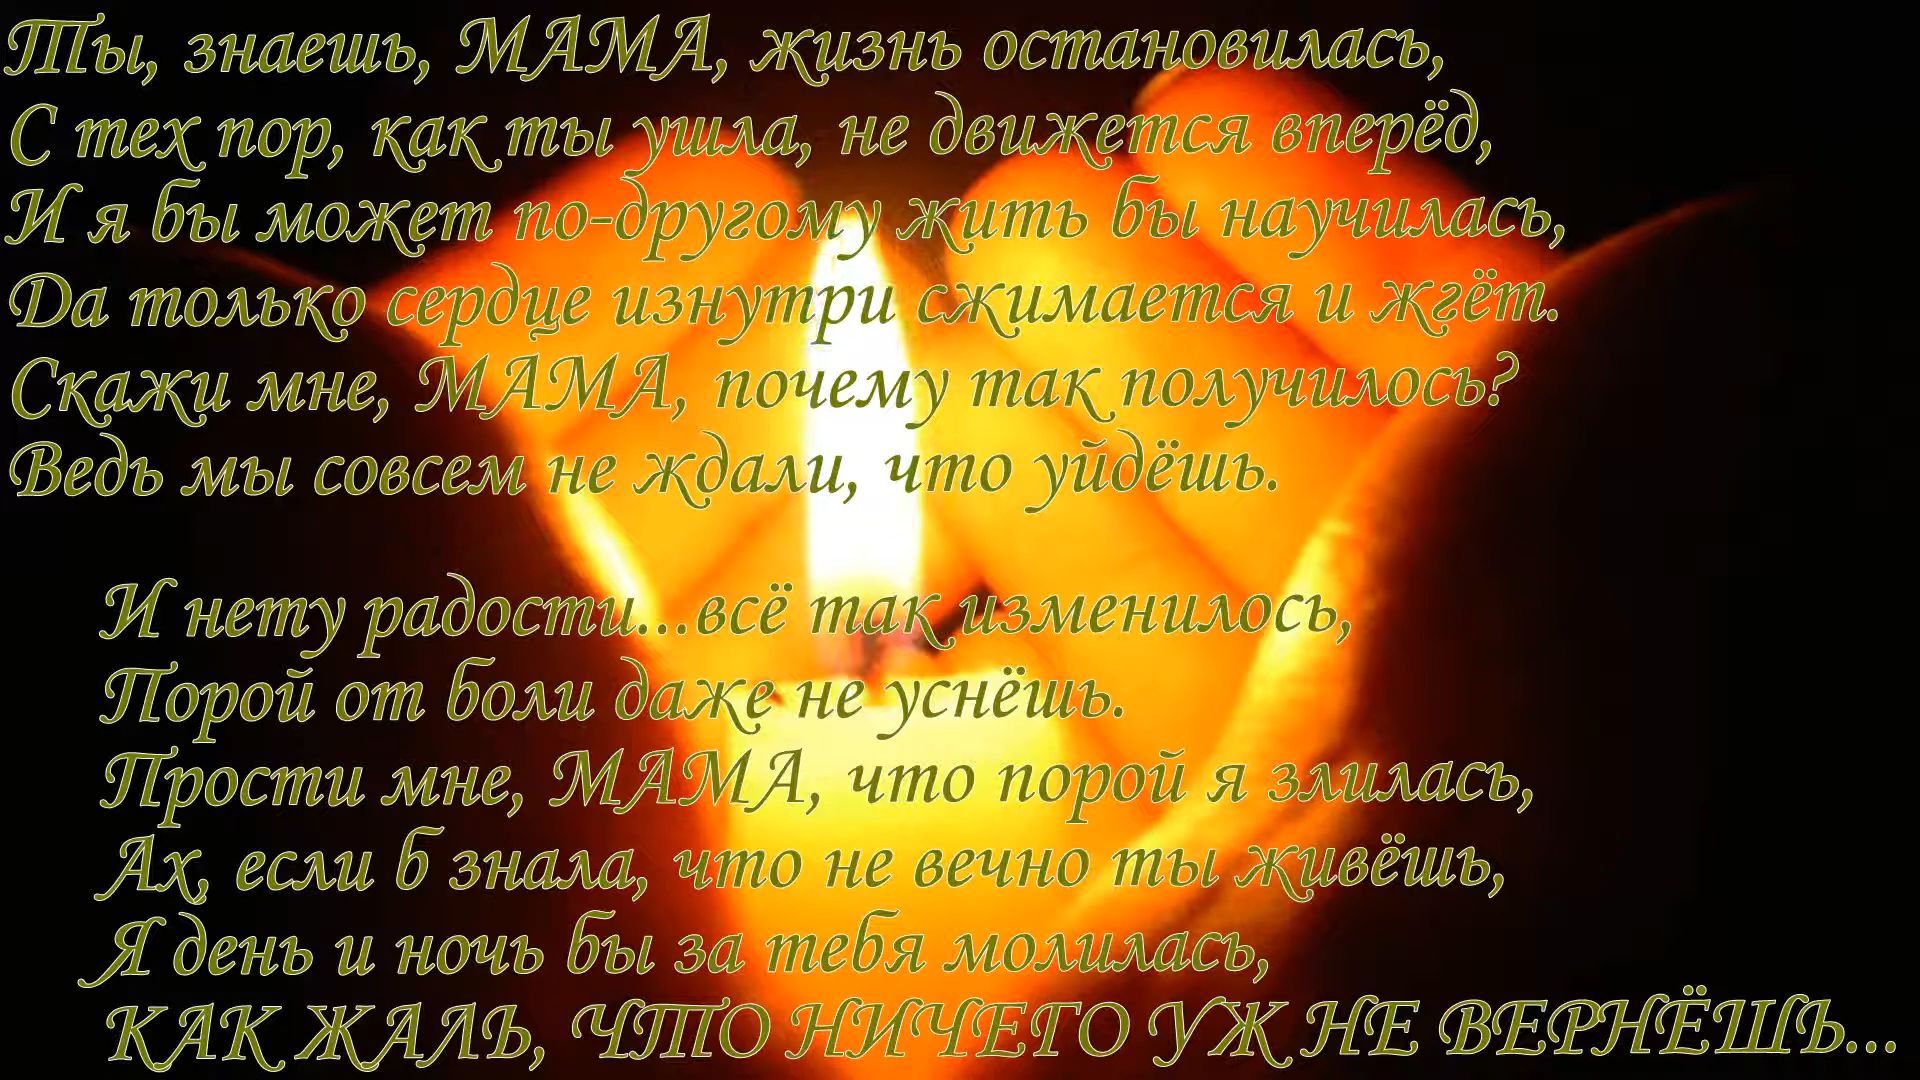 Ты, знаешь, МАМА, жизнь остановилась,
С тех пор, как ты ушла, не движется вперёд,
И я бы может по-другому жить бы научилась,
Да только сердце изнутри сжимается и жгёт.
Скажи мне, МАМА, почему так получилось?
Ведь мы совсем не ждали, что уйдёшь.
И нету радости...всё так изменилось,
Порой от боли даже не уснёшь.
Прости мне, МАМА, что порой я злилась,
Ах, если б знала, что не вечно ты живёшь,
Я день и ночь бы за тебя молилась,
КАК ЖАЛЬ, ЧТО НИЧЕГО УЖ НЕ ВЕРНЁШЬ...